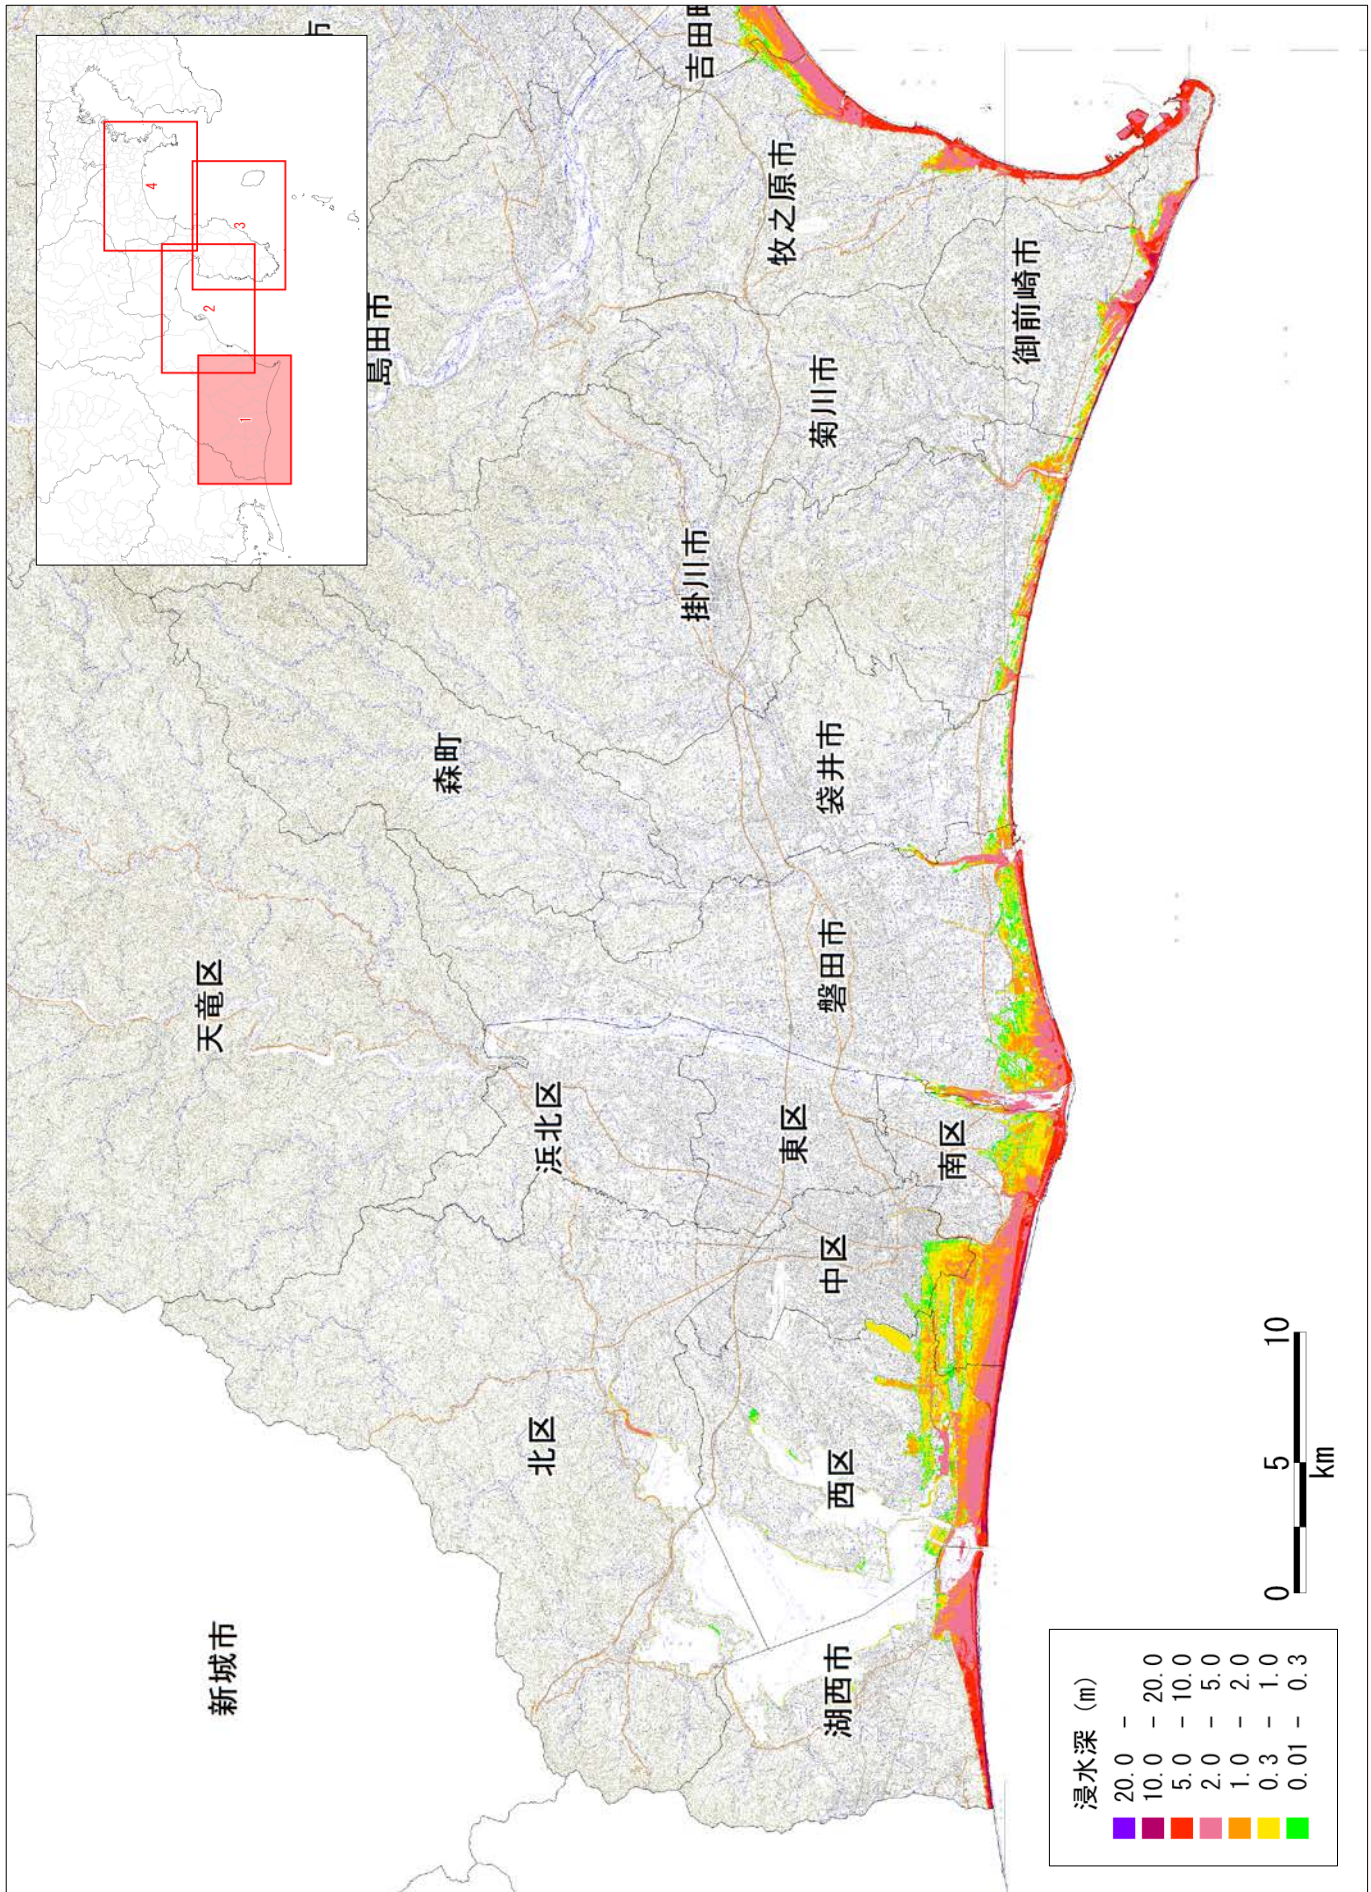 4
3
2
1
吉田町
島田市
牧之原市
御前崎市
菊川市
掛川市
森町
袋井市
磐田市
天竜区
浜北区
東区
南区
中区
北区
西区
湖西市
新城市
0 5 10
km
浸水深 (m)
20.0 -
10.0 - 20.0
5.0 - 10.0
2.0 - 5.0
1.0 - 2.0
0.3 - 1.0
0.01 - 0.3